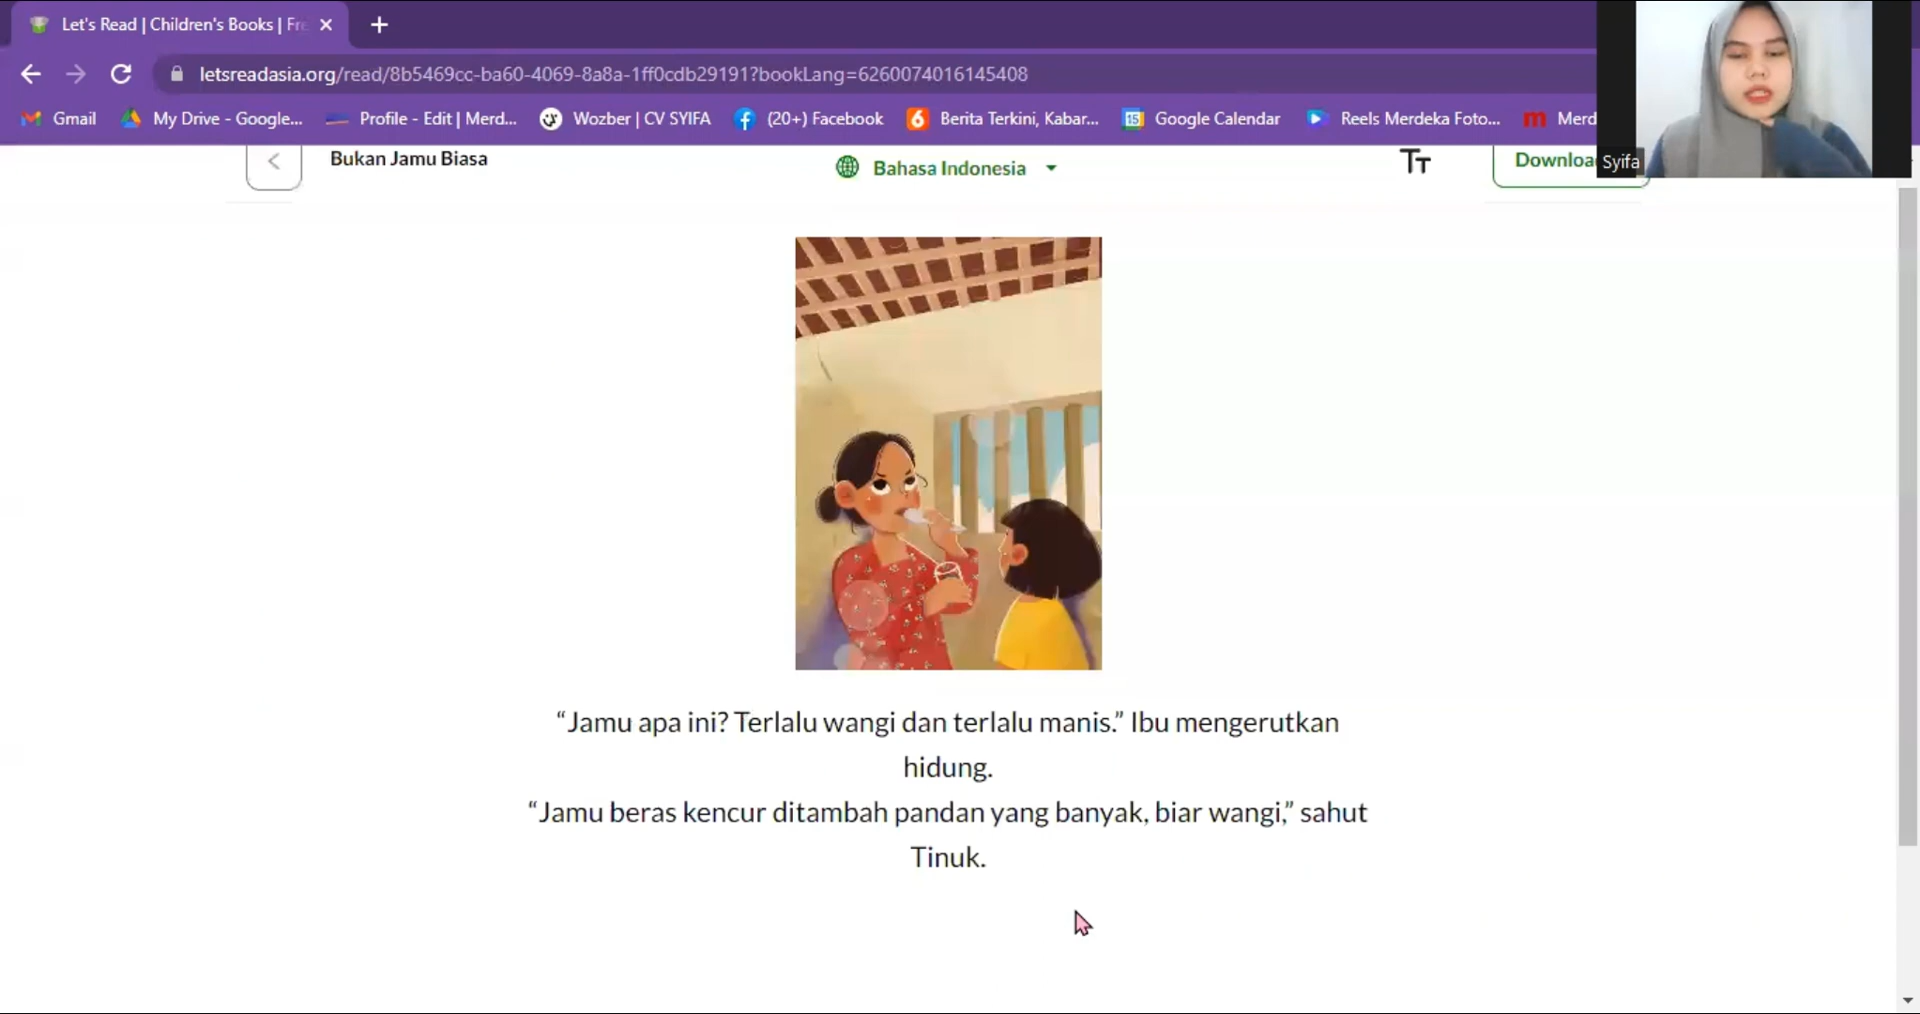 Let's Read | Children's Books | Fre
letsreadasia.org/read/8b5469cc-ba60-4069-8a8a-1ff0cdb29191?bookLang=6260074016145408
Gmail
My Drive - Google...
Profile - Edit | Merd...
Wozber | CV SYIFA
(20+) Facebook
Berita Terkini, Kabar...
Google Calendar
Reels Merdeka Foto...
Merd
Bukan Jamu Biasa
Bahasa Indonesia
TT
Downloa
Syifa
“Jamu apa ini? Terlalu wangi dan terlalu manis.” Ibu mengerutkan
hidung.
“Jamu beras kencur ditambah pandan yang banyak, biar wangi,” sahut
Tinuk.